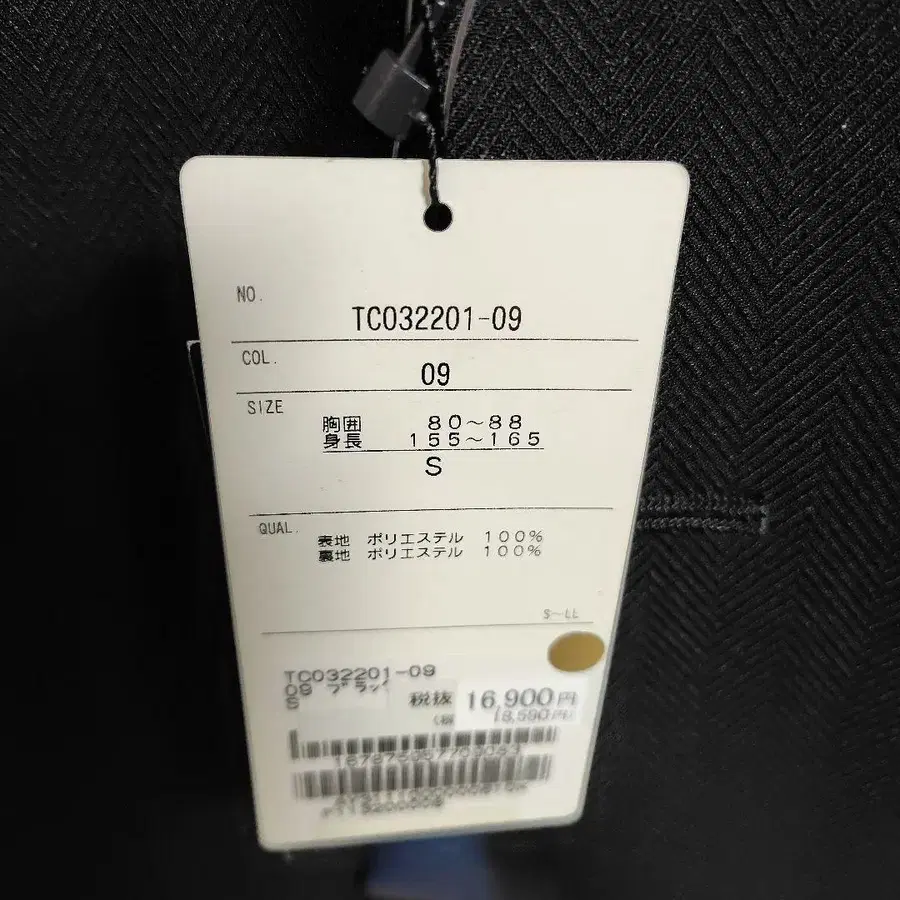 NO.
TC032201-09
COL.
09
SIZE
胸囲 80~88
身長 155~165
S
QUAL.
表地 ポリエステル 100%
裏地 ポリエステル 100%
S~LL
TC032201-09
09 ブラック
S
税抜 16,900円
18,590円)